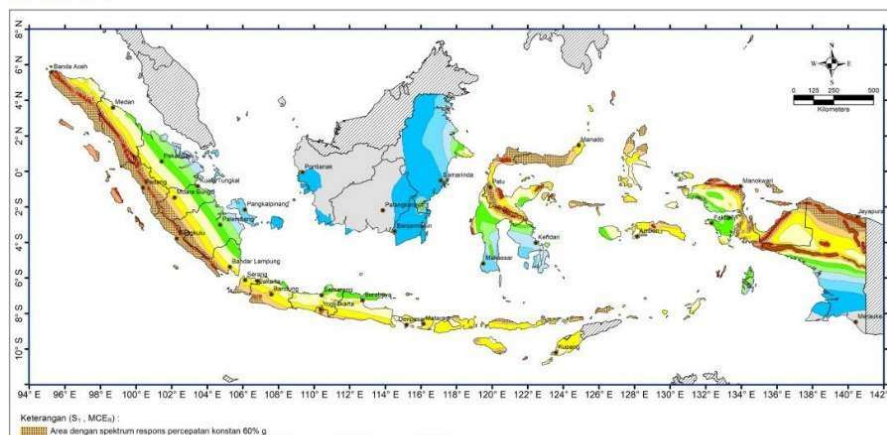 8° N
6° N
4° N
2° N
0°
2° S
4° S
6° S
8° S
10° S
N
W
E
S
0 125 250 500
Kilometers
Banda Aceh
Medan
Pekanbaru
Padang
Kuala Tungkal
Muara Bungo
Pangkalpinang
Palembang
Bengkulu
Bandar Lampung
Serang
Jakarta
Bandung
Semarang
Yogyakarta
Surabaya
Denpasar
Mataram
Kupang
Pontianak
Palangkaraya
Banjarmasin
Samarinda
Manado
Palu
Kendari
Makassar
Ambon
Manokwari
Jayapura
Merauke
94° E 96° E 98° E 100° E 102° E 104° E 106° E 108° E 110° E 112° E 114° E 116° E 118° E 120° E 122° E 124° E 126° E 128° E 130° E 132° E 134° E 136° E 138° E 140° E 142° E
Keterangan (S₁ , MCEʀ) :
Area dengan spektrum respons percepatan konstan 60% g